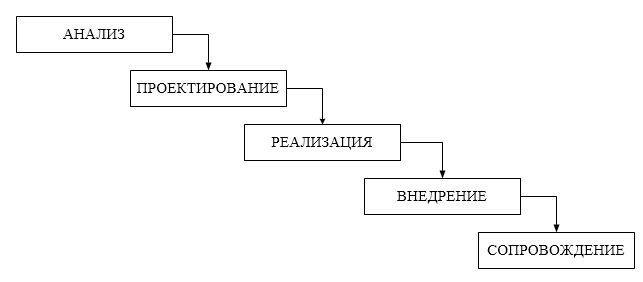 АНАЛИЗ
ПРОЕКТИРОВАНИЕ
РЕАЛИЗАЦИЯ
ВНЕДРЕНИЕ
СОПРОВОЖДЕНИЕ